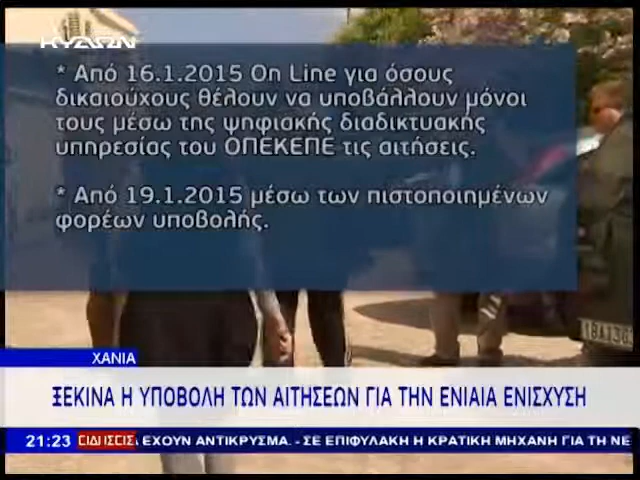 ΚΥΔΩΝ
* Από 16.1.2015 On Line για όσους
δικαιούχους θέλουν να υποβάλλουν μόνοι
τους μέσω της ψηφιακής διαδικτυακής
υπηρεσίας του ΟΠΕΚΕΠΕ τις αιτήσεις.
* Από 19.1.2015 μέσω των πιστοποιημένων
φορέων υποβολής.
ΧΑΝΙΑ
ΞΕΚΙΝΑ Η ΥΠΟΒΟΛΗ ΤΩΝ ΑΙΤΗΣΕΩΝ ΓΙΑ ΤΗΝ ΕΝΙΑΙΑ ΕΝΙΣΧΥΣΗ
21:23 Α ΕΧΟΥΝ ΑΝΤΙΚΡΥΣΜΑ. - ΣΕ ΕΠΙΦΥΛΑΚΗ Η ΚΡΑΤΙΚΗ ΜΗΧΑΝΗ ΓΙΑ ΤΗ ΝΕ